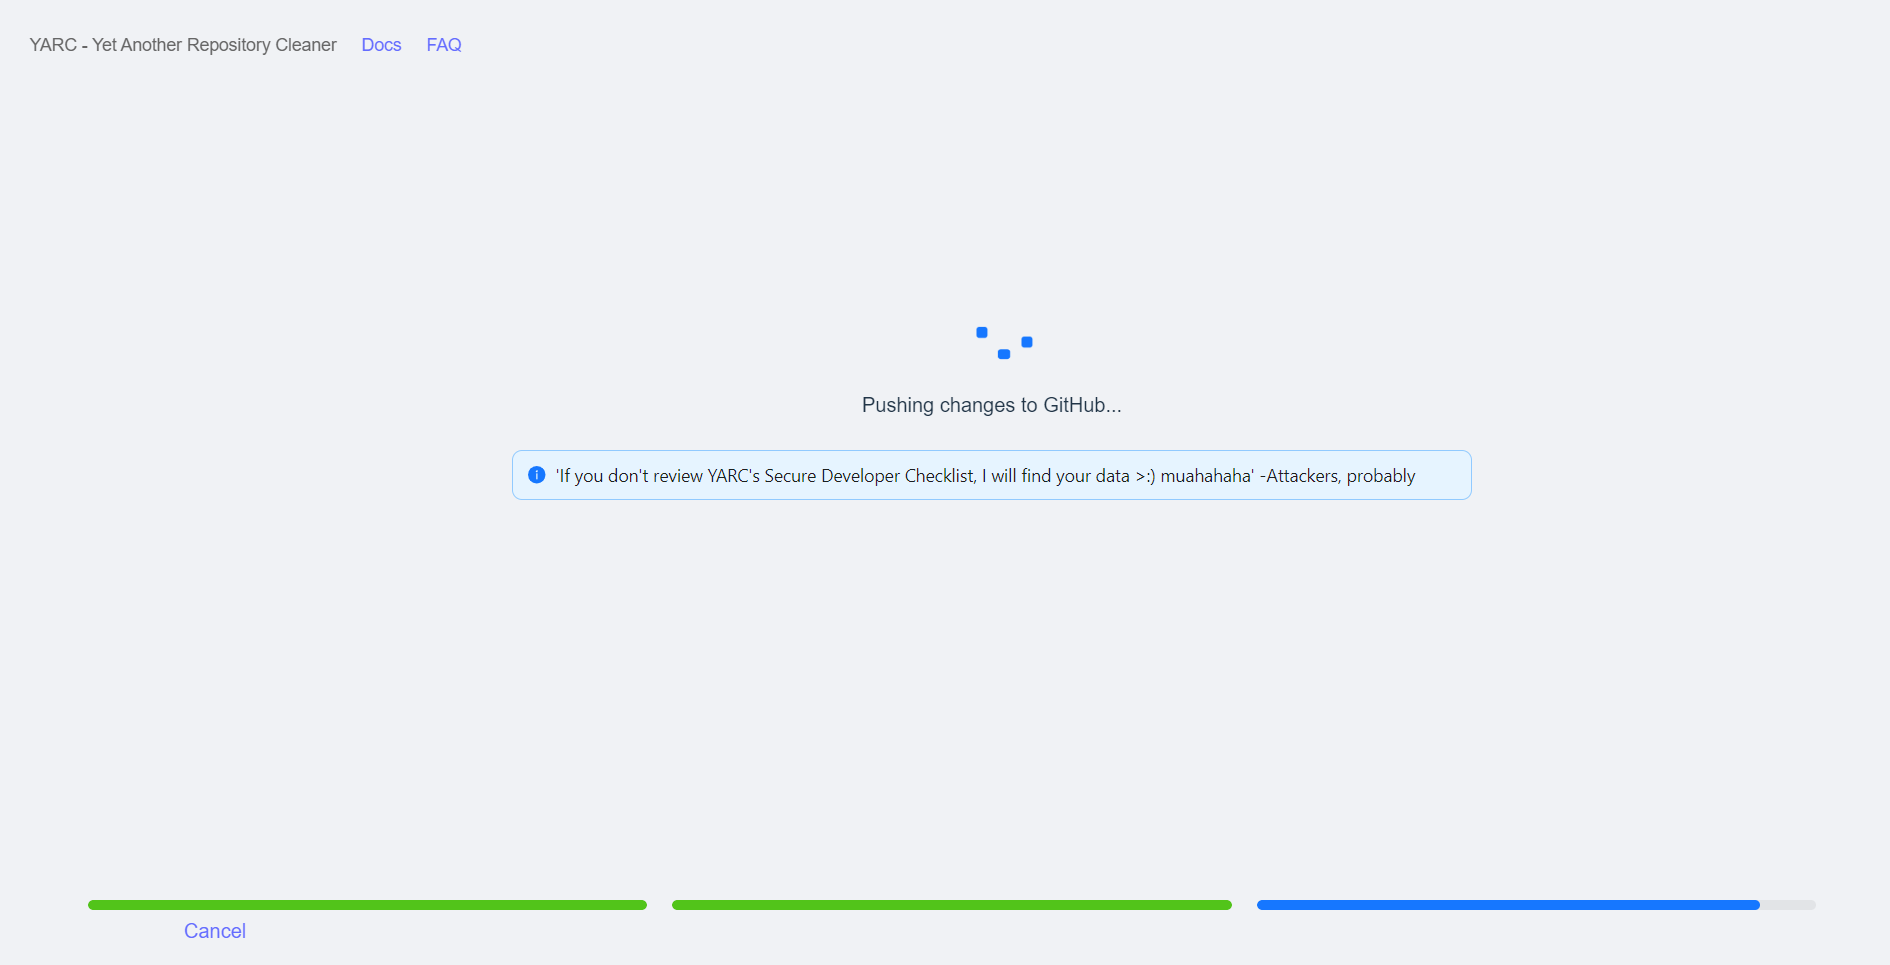 YARC - Yet Another Repository Cleaner Docs FAQ
Pushing changes to GitHub...
'If you don't review YARC's Secure Developer Checklist, I will find your data >:) muahahaha' -Attackers, probably
Cancel